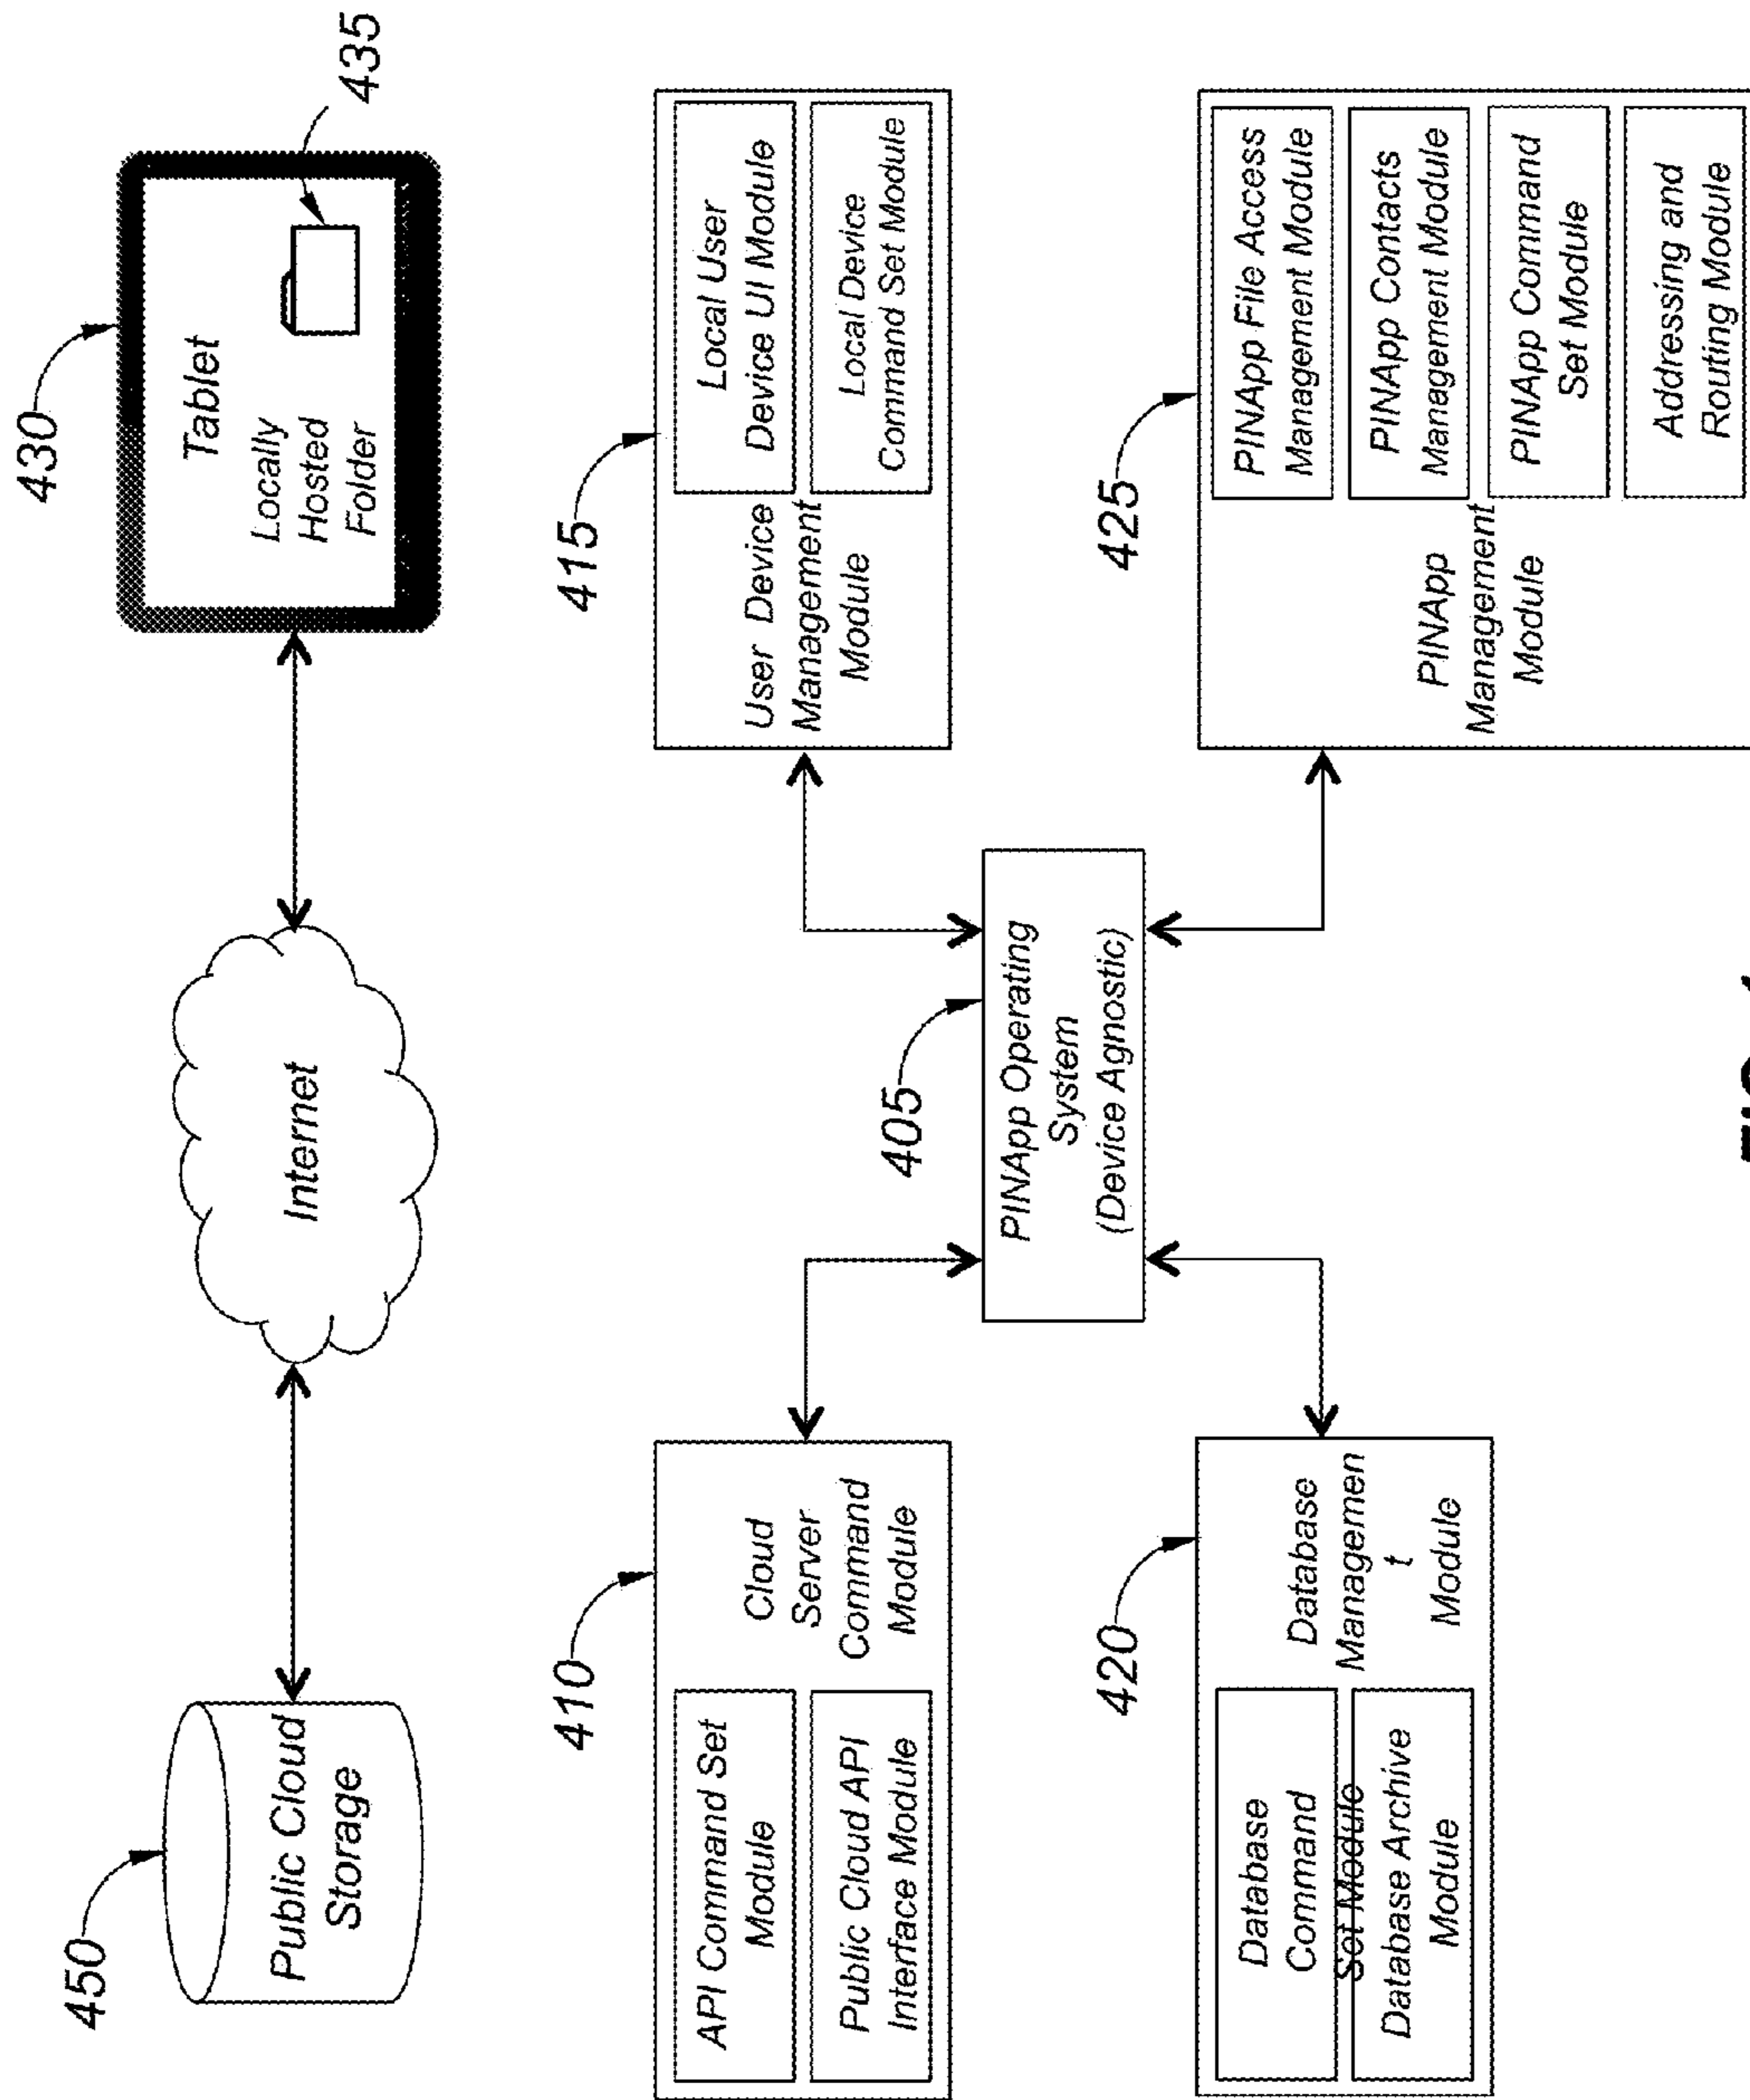 450
Public Cloud
Storage
Internet
430
Tablet
Locally
Hosted
Folder
435
410
API Command Set
Module
Public Cloud API
Interface Module
Cloud
Server
Command
Module
415
User Device
Management
Module
Local User
Device UI Module
Local Device
Command Set Module
405
PINApp Operating
System
(Device Agnostic)
420
Database
Command
Set Module
Database Archive
Module
Database
Managemen
t
Module
425
PINApp
Management
Module
PINApp File Access
Management Module
PINApp Contacts
Management Module
PINApp Command
Set Module
Addressing and
Routing Module